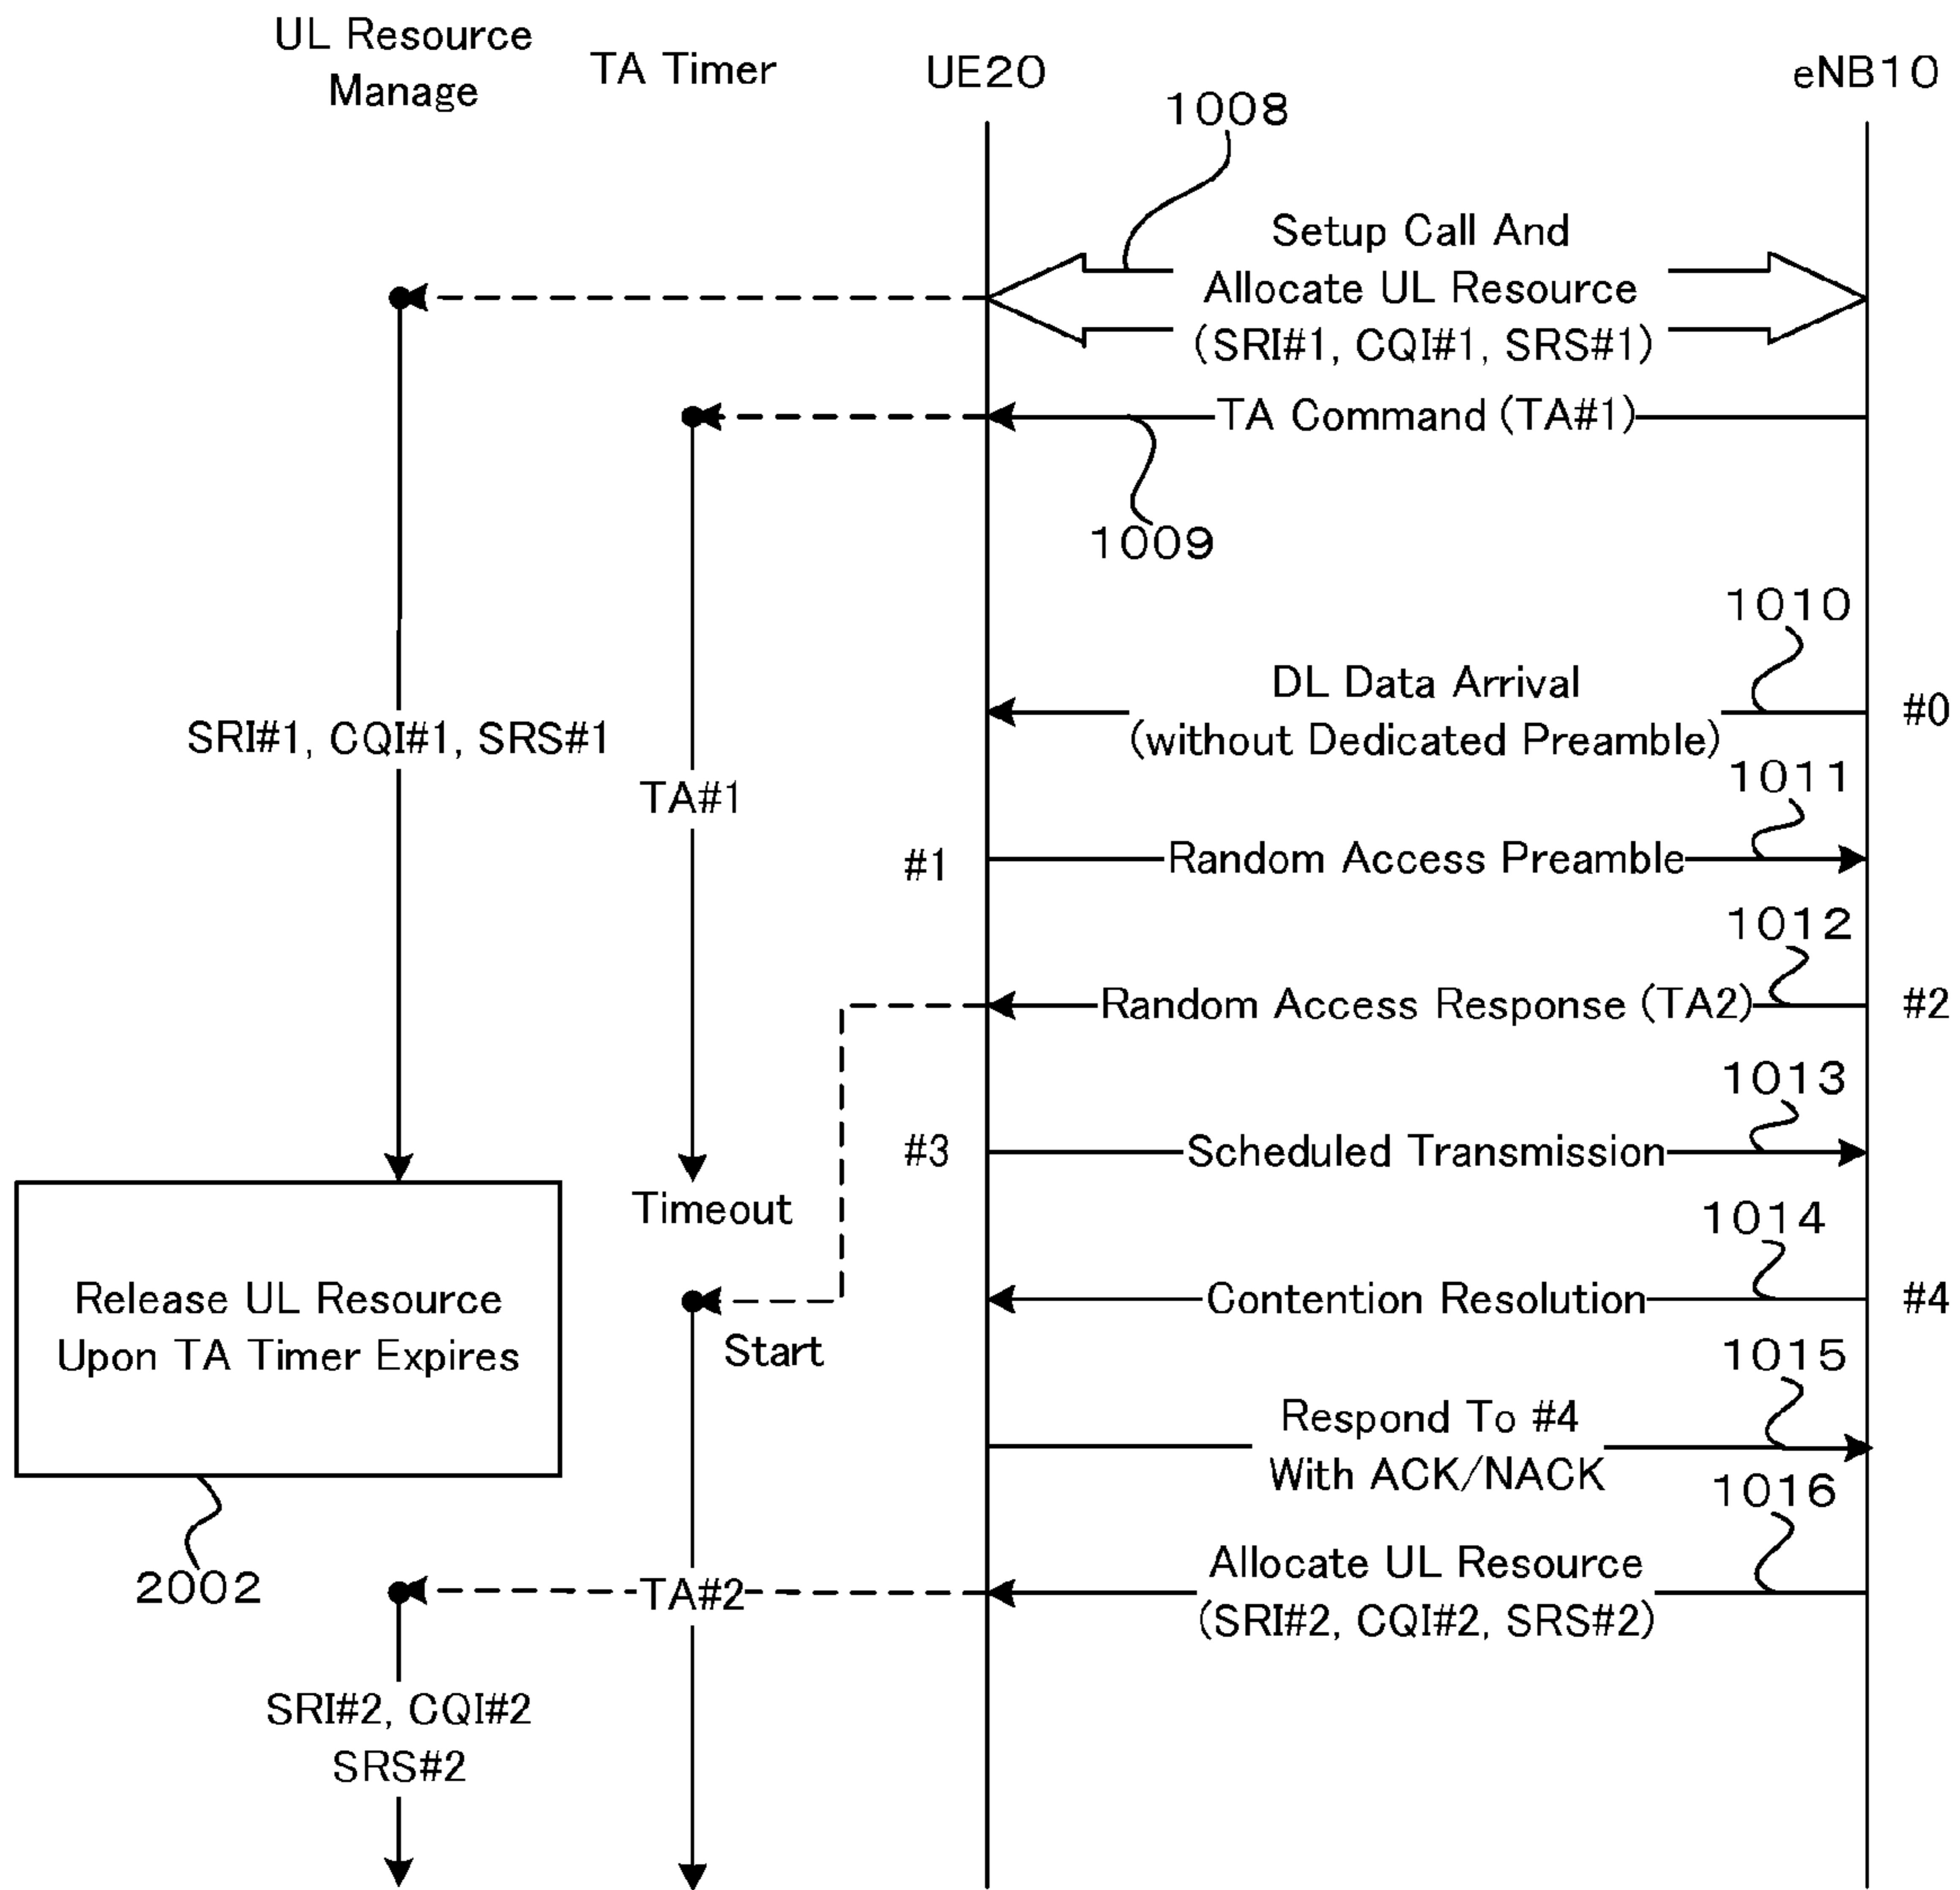 UL Resource
Manage
TA Timer
UE20
eNB10
1008
Setup Call And
Allocate UL Resource
(SRI#1, CQI#1, SRS#1)
TA Command (TA#1)
1009
1010
DL Data Arrival
(without Dedicated Preamble)
#0
SRI#1, CQI#1, SRS#1
TA#1
1011
#1
Random Access Preamble
1012
Random Access Response (TA2)
#2
1013
#3
Scheduled Transmission
Timeout
1014
Contention Resolution
#4
Start
Release UL Resource
Upon TA Timer Expires
1015
Respond To #4
With ACK/NACK
1016
2002
TA#2
Allocate UL Resource
(SRI#2, CQI#2, SRS#2)
SRI#2, CQI#2
SRS#2